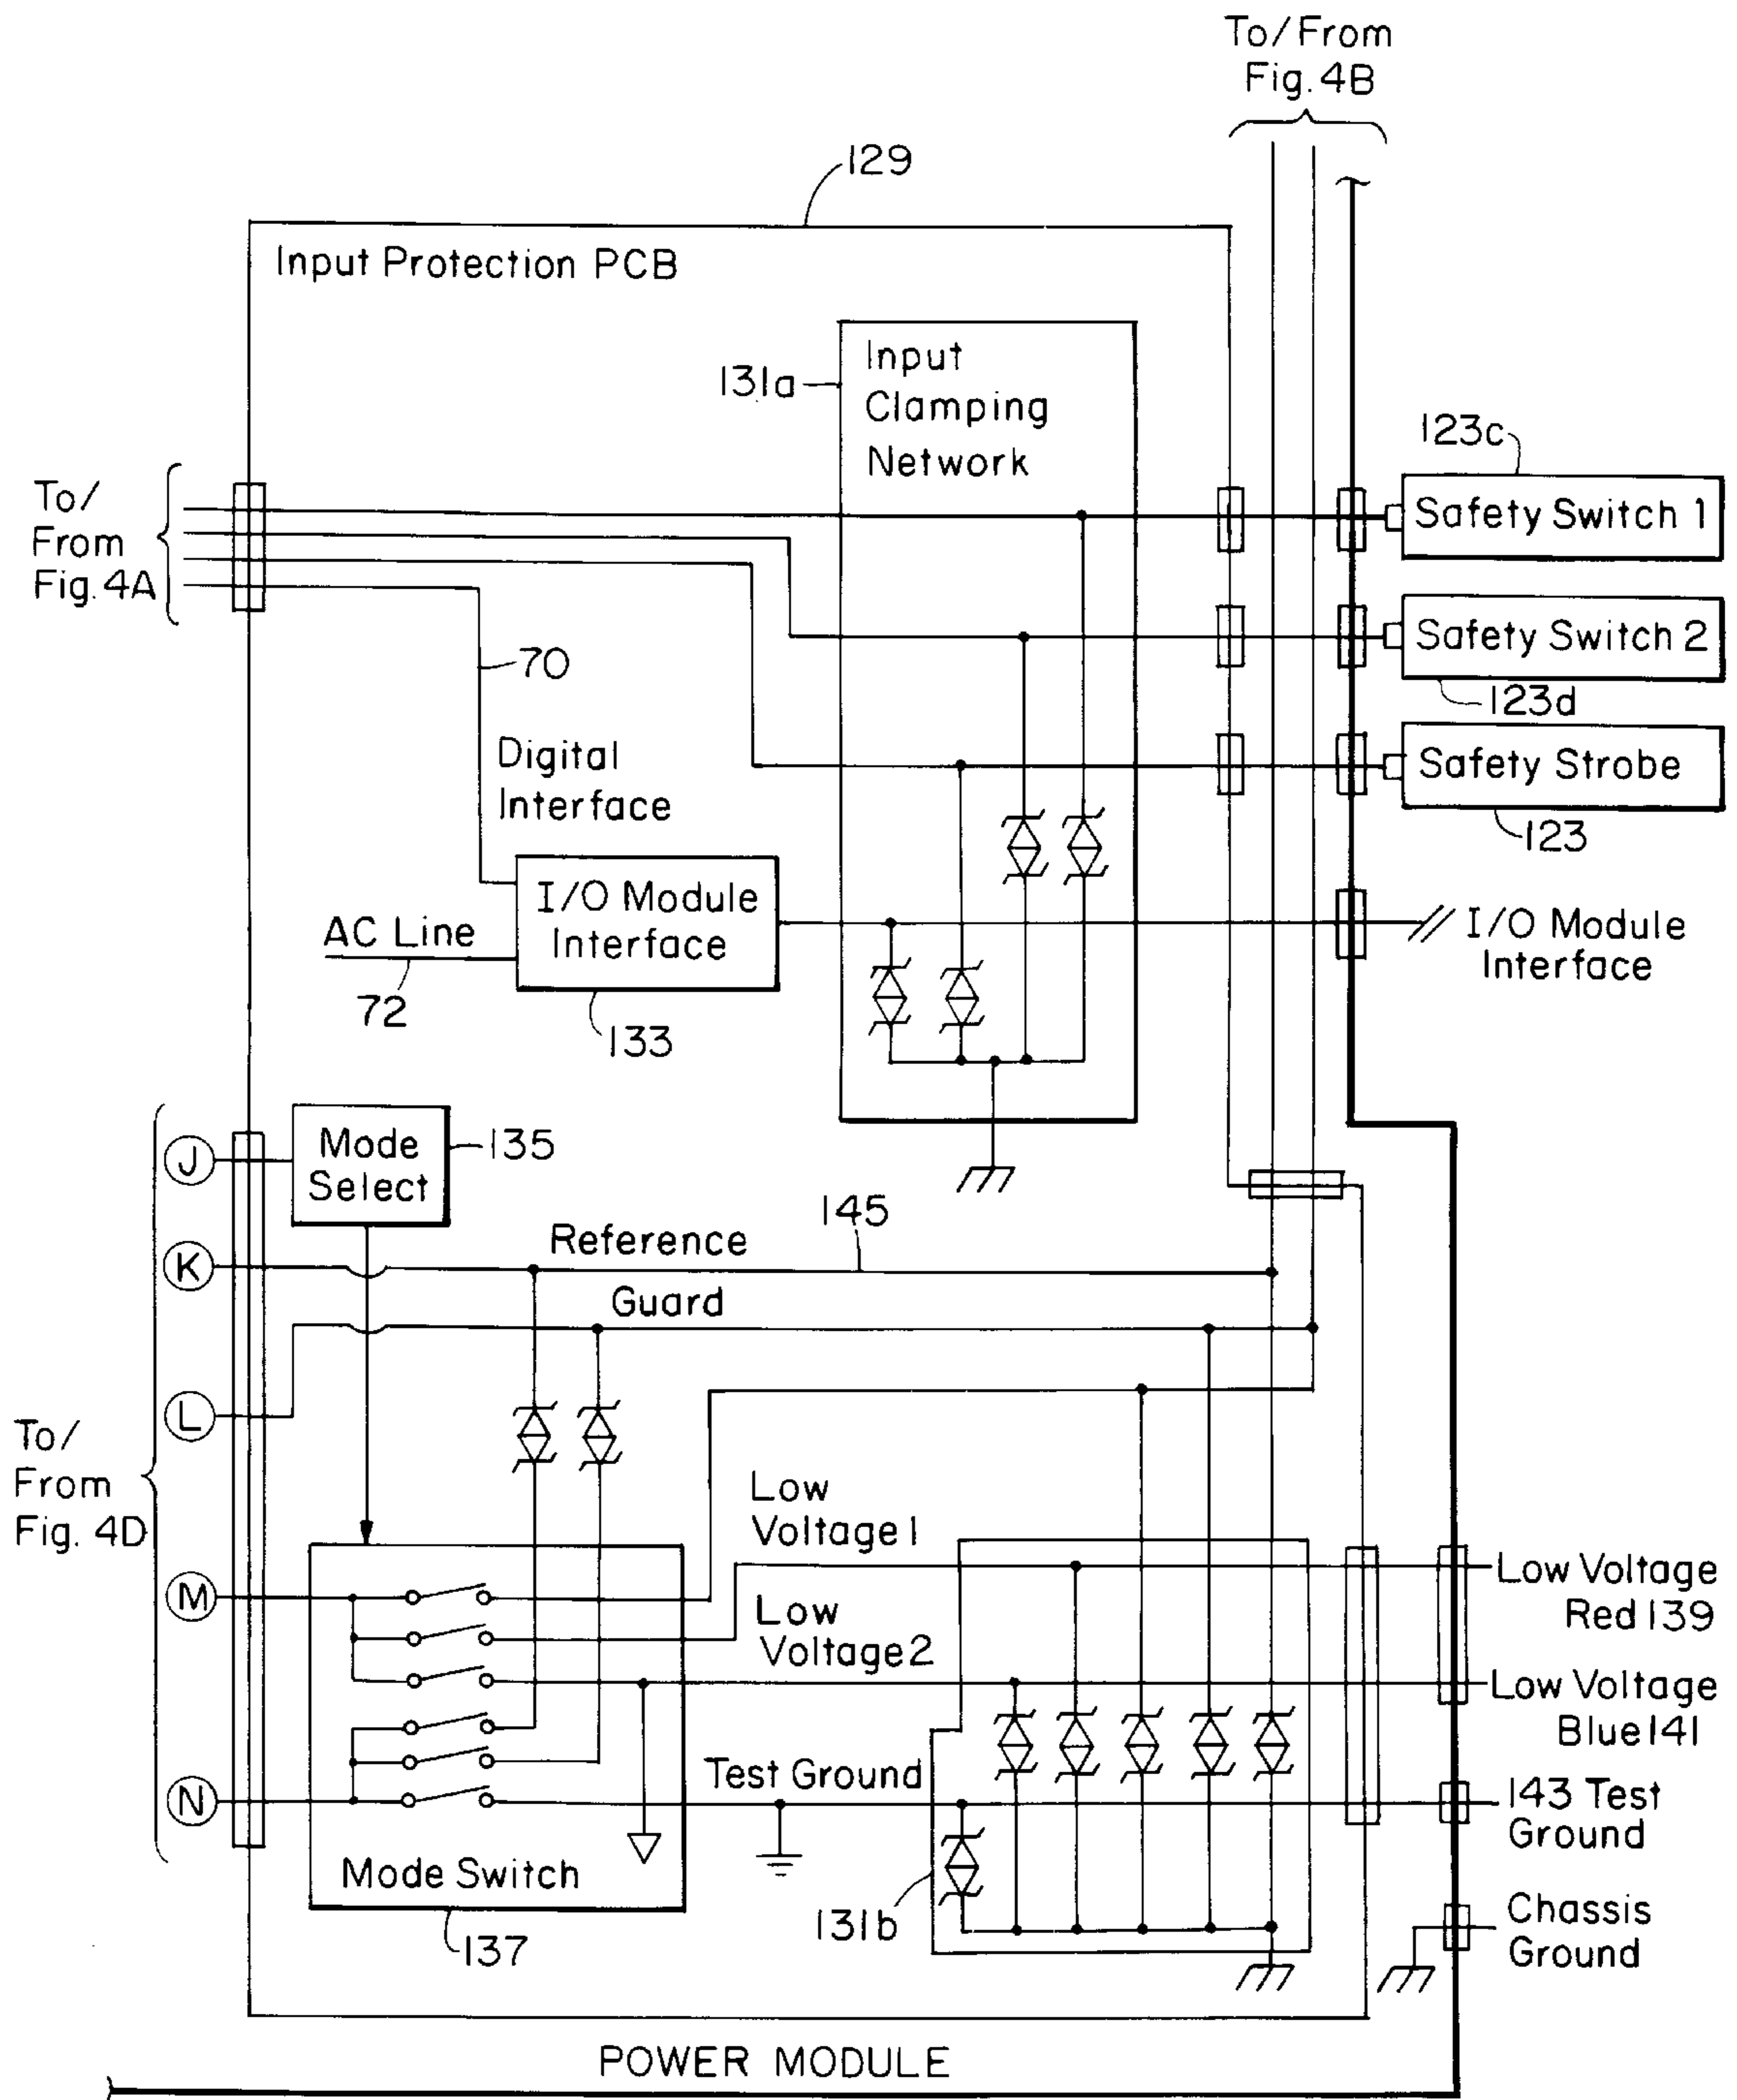 To/From
Fig. 4B
129
Input Protection PCB
Input
Clamping
Network
131a
123c
To/
From
Fig. 4A
Safety Switch 1
Safety Switch 2
123d
70
Digital
Interface
Safety Strobe
123
I/O Module
Interface
AC Line
72
133
I/O Module
Interface
J
Mode
Select
135
145
K
Reference
Guard
L
To/
From
Fig. 4D
Low
Voltage 1
M
Low
Voltage 2
Low Voltage
Red 139
Low Voltage
Blue 141
Test Ground
N
143 Test
Ground
Mode Switch
137
131b
Chassis
Ground
POWER MODULE